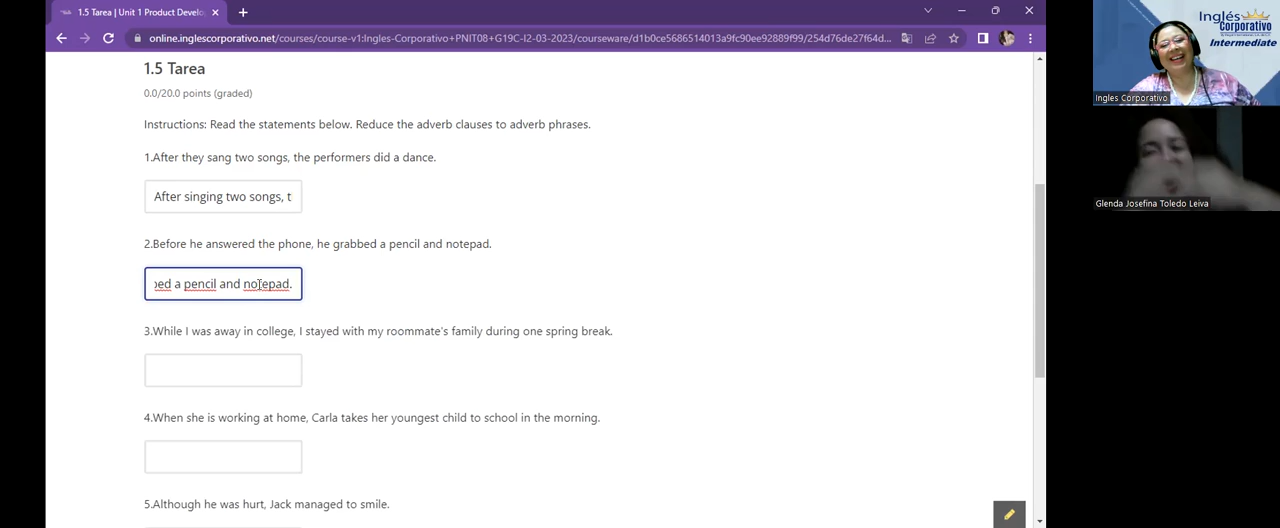 1.5 Tarea | Unit 1 Product Develo
online.inglescorporativo.net/courses/course-v1:Ingles-Corporativo+PNIT08+G19C-I2-03-2023/courseware/d1b0ce5686514013a9fc90ee92889f99/254d76de27f64d...
1.5 Tarea
0.0/20.0 points (graded)
Instructions: Read the statements below. Reduce the adverb clauses to adverb phrases.
1.After they sang two songs, the performers did a dance.
After singing two songs, t
2.Before he answered the phone, he grabbed a pencil and notepad.
bed a pencil and notepad.
3.While I was away in college, I stayed with my roommate's family during one spring break.
4.When she is working at home, Carla takes her youngest child to school in the morning.
5.Although he was hurt, Jack managed to smile.
Inglés
Corporativo
Intermediate
Ingles Corporativo
Glenda Josefina Toledo Leiva